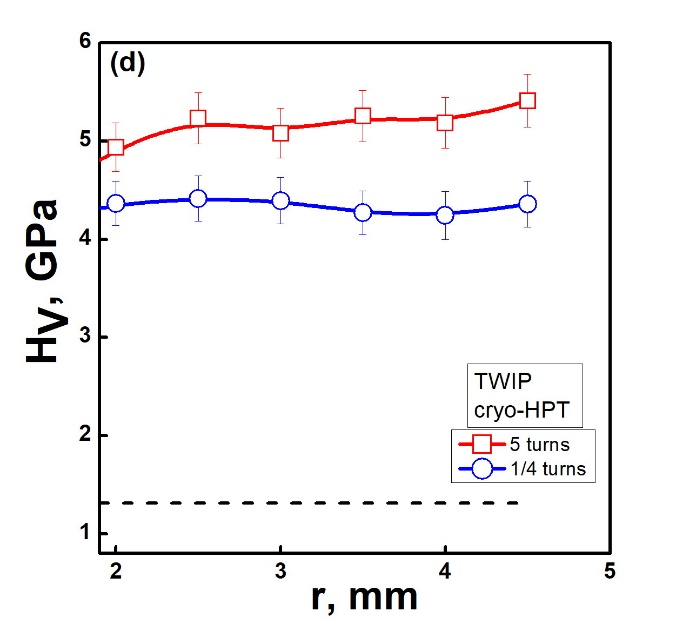 (d)
6
5
4
3
2
1
Hv, GPa
TWIP
cryo-HPT
5 turns
1/4 turns
2 3 4 5
r, mm